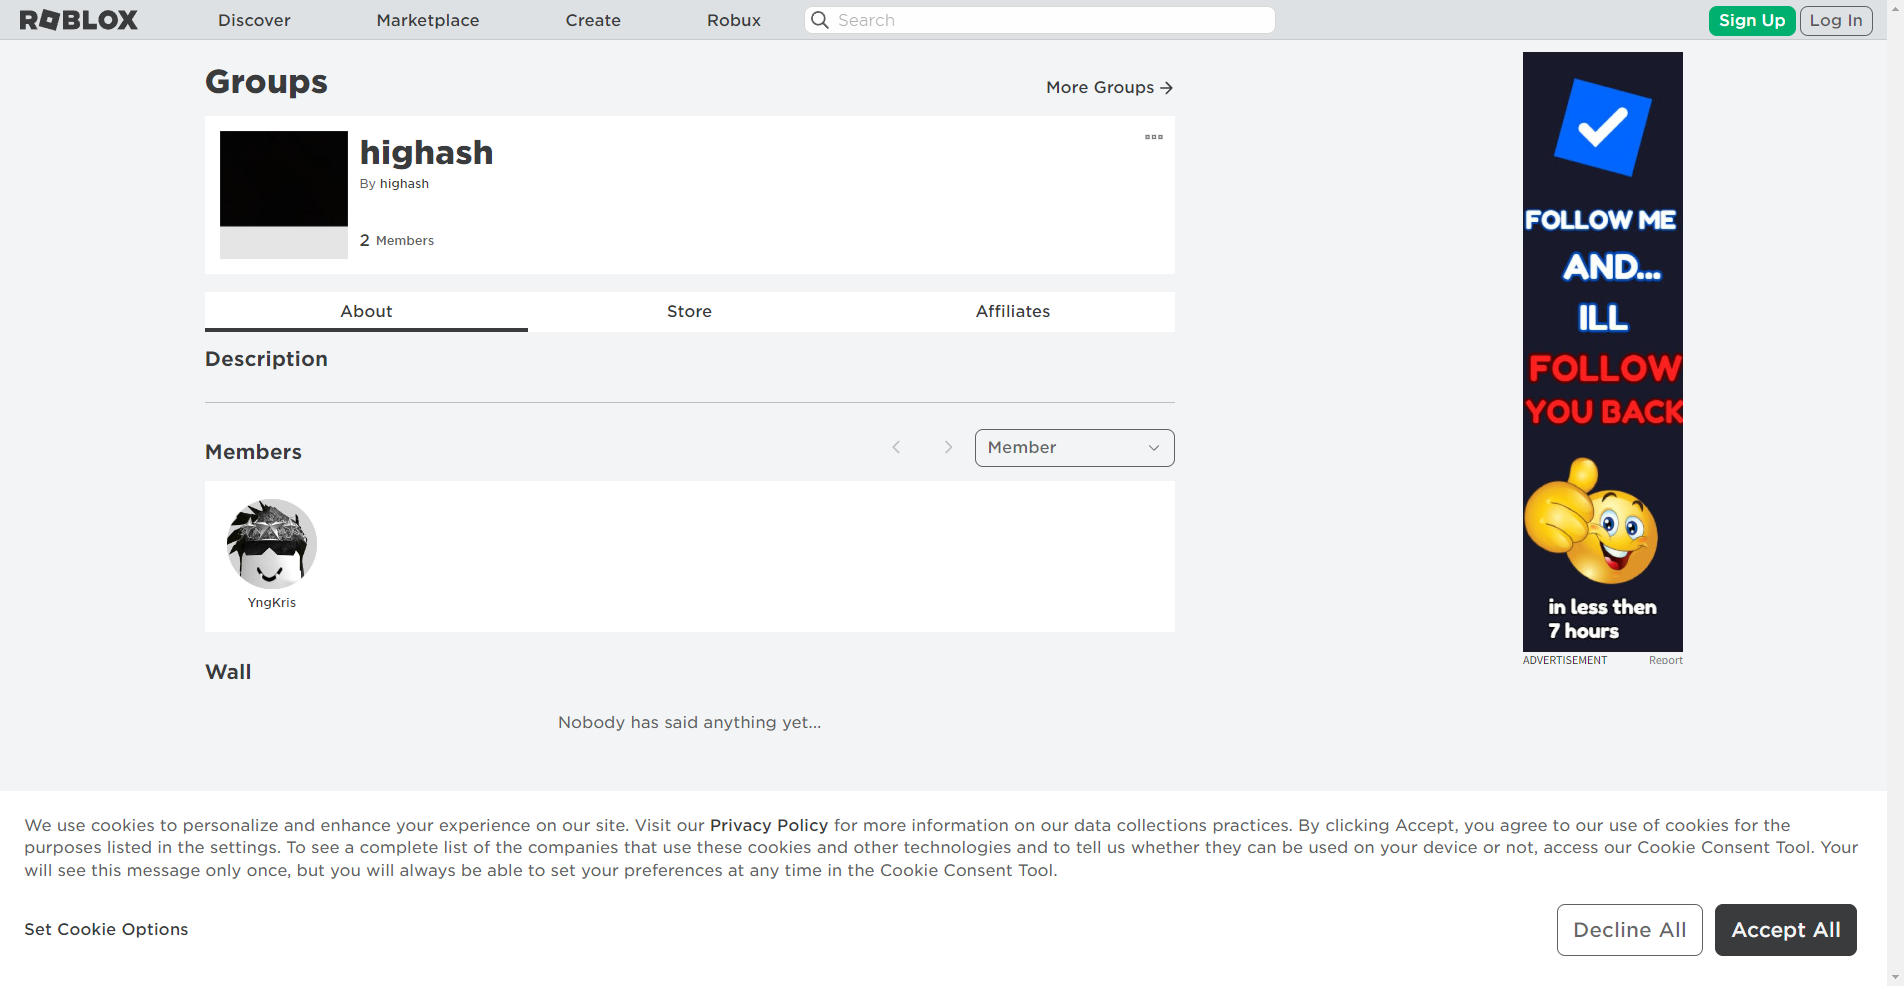 ROBLOX Discover Marketplace Create Robux Search Sign Up Log In
Groups
More Groups →
highash
By highash
2 Members
About Store Affiliates
Description
Members
Member
YngKris
Wall
Nobody has said anything yet...
FOLLOW ME
AND...
ILL
FOLLOW
YOU BACK
in less then
7 hours
ADVERTISEMENT Report
We use cookies to personalize and enhance your experience on our site. Visit our Privacy Policy for more information on our data collections practices. By clicking Accept, you agree to our use of cookies for the
purposes listed in the settings. To see a complete list of the companies that use these cookies and other technologies and to tell us whether they can be used on your device or not, access our Cookie Consent Tool. Your
will see this message only once, but you will always be able to set your preferences at any time in the Cookie Consent Tool.
Set Cookie Options
Decline All
Accept All